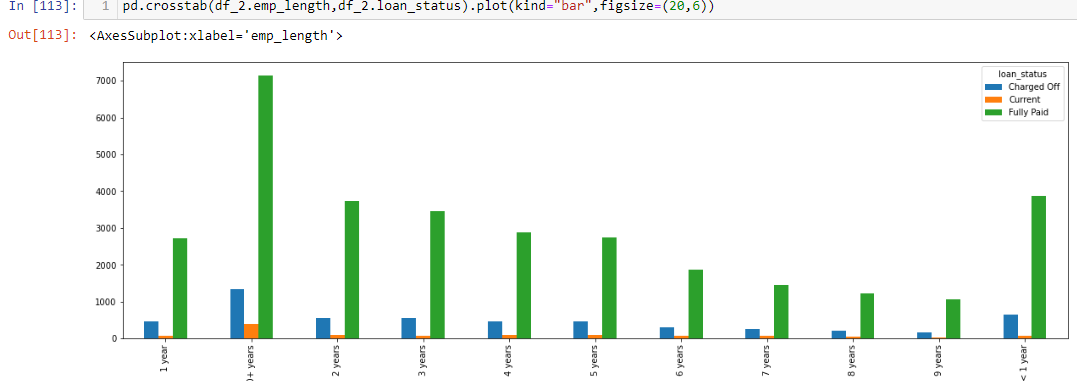 In [113]: 1 pd.crosstab(df_2.emp_length,df_2.loan_status).plot(kind="bar",figsize=(20,6))
Out[113]: <AxesSubplot:xlabel='emp_length'>
loan_status
Charged Off
Current
Fully Paid
7000
6000
5000
4000
3000
2000
1000
0
1 year
0+ years
2 years
3 years
4 years
5 years
6 years
7 years
8 years
9 years
< 1 year